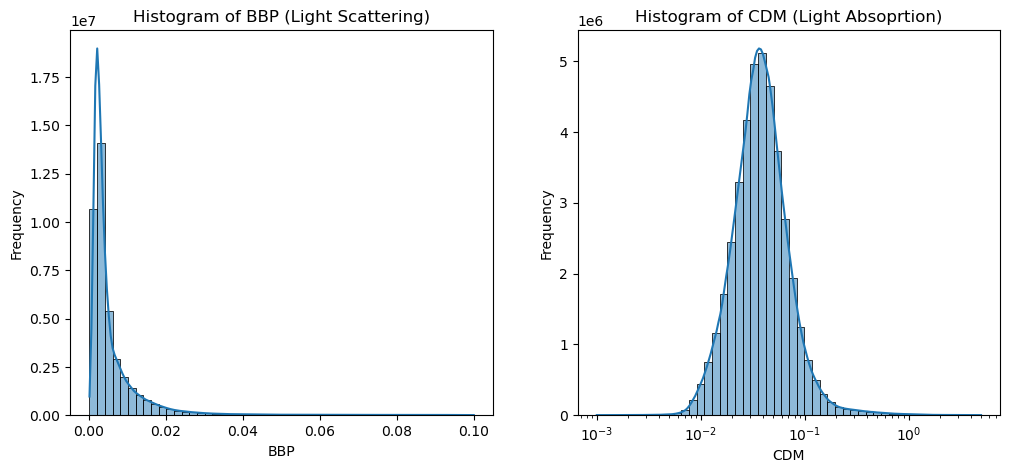 Histogram of BBP (Light Scattering)
1e7
1.75
1.50
1.25
1.00
0.75
0.50
0.25
0.00
Frequency
0.00 0.02 0.04 0.06 0.08 0.10
BBP
Histogram of CDM (Light Absoprtion)
1e6
5
4
3
2
1
0
Frequency
10⁻³ 10⁻² 10⁻¹ 10⁰
CDM